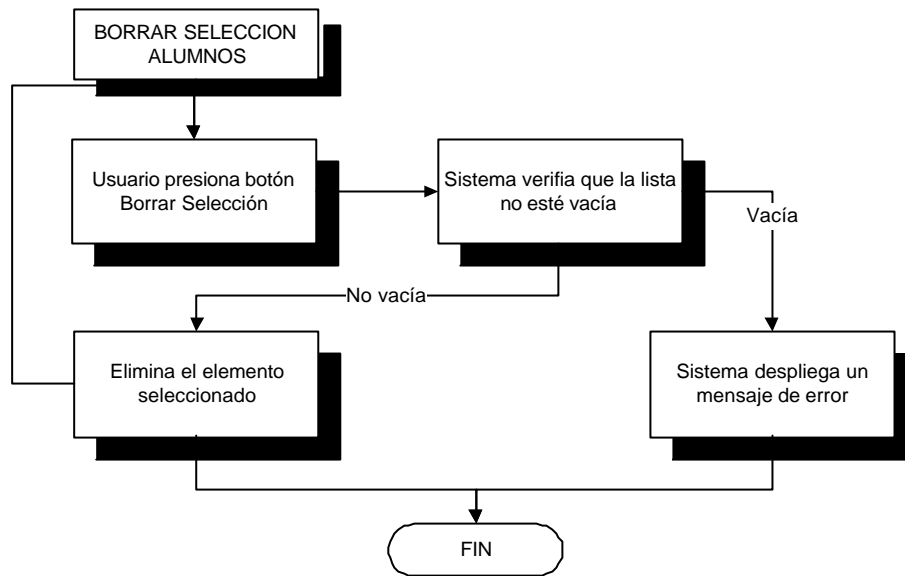 BORRAR SELECCION
ALUMNOS
Usuario presiona botón
Borrar Selección
Sistema verifia que la lista
no esté vacía
Vacía
No vacía
Elimina el elemento
seleccionado
Sistema despliega un
mensaje de error
FIN